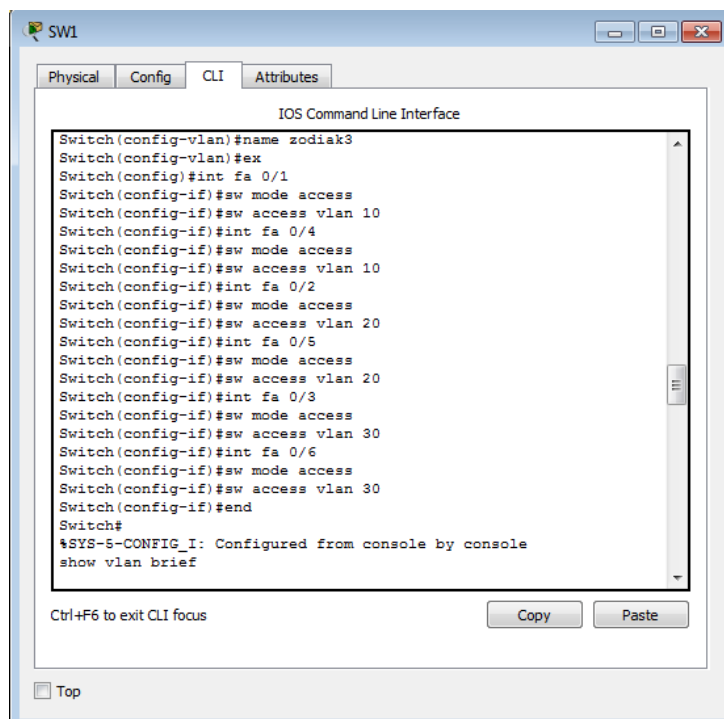 SW1
Physical Config CLI Attributes
IOS Command Line Interface
Switch(config-vlan)#name zodiak3
Switch(config-vlan)#ex
Switch(config)#int fa 0/1
Switch(config-if)#sw mode access
Switch(config-if)#sw access vlan 10
Switch(config-if)#int fa 0/4
Switch(config-if)#sw mode access
Switch(config-if)#sw access vlan 10
Switch(config-if)#int fa 0/2
Switch(config-if)#sw mode access
Switch(config-if)#sw access vlan 20
Switch(config-if)#int fa 0/5
Switch(config-if)#sw mode access
Switch(config-if)#sw access vlan 20
Switch(config-if)#int fa 0/3
Switch(config-if)#sw mode access
Switch(config-if)#sw access vlan 30
Switch(config-if)#int fa 0/6
Switch(config-if)#sw mode access
Switch(config-if)#sw access vlan 30
Switch(config-if)#end
Switch#
%SYS-5-CONFIG_I: Configured from console by console
show vlan brief
Ctrl+F6 to exit CLI focus Copy Paste
Top